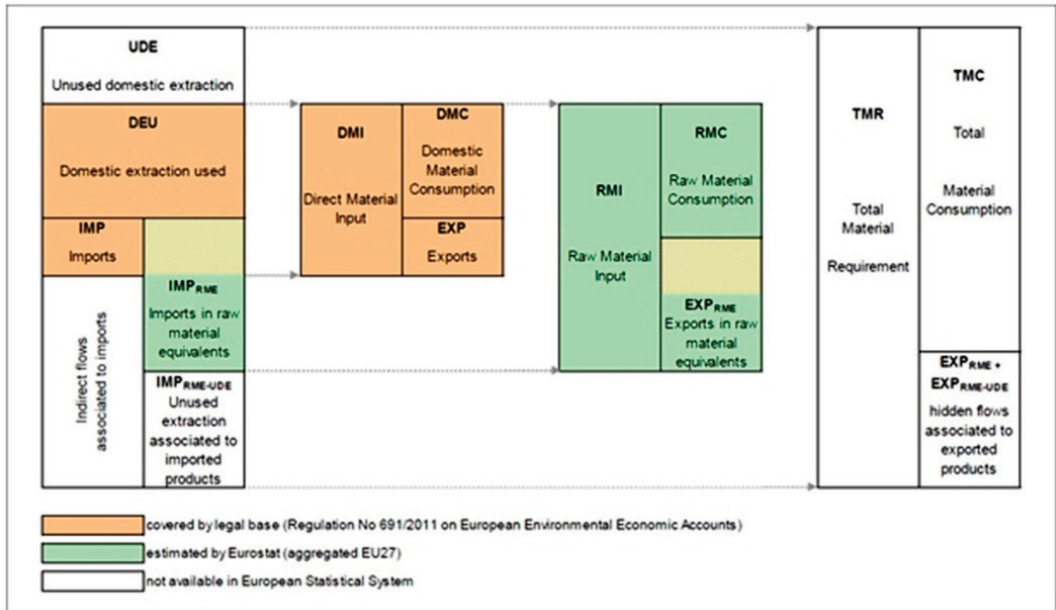 UDE
Unused domestic extraction
DEU
Domestic extraction used
IMP
Imports
Indirect flows
associated to imports
IMPRME
Imports in raw
material
equivalents
IMPRME-UDE
Unused
extraction
associated to
imported
products
DMI
Direct Material
Input
DMC
Domestic
Material
Consumption
EXP
Exports
RMI
Raw Material
Input
RMC
Raw Material
Consumption
EXPRME
Exports in raw
material
equivalents
TMR
Total
Material
Requirement
TMC
Total
Material
Consumption
EXPRME +
EXPRME-UDE
hidden flows
associated to
exported
products
covered by legal base (Regulation No 691/2011 on European Environmental Economic Accounts)
estimated by Eurostat (aggregated EU27)
not available in European Statistical System